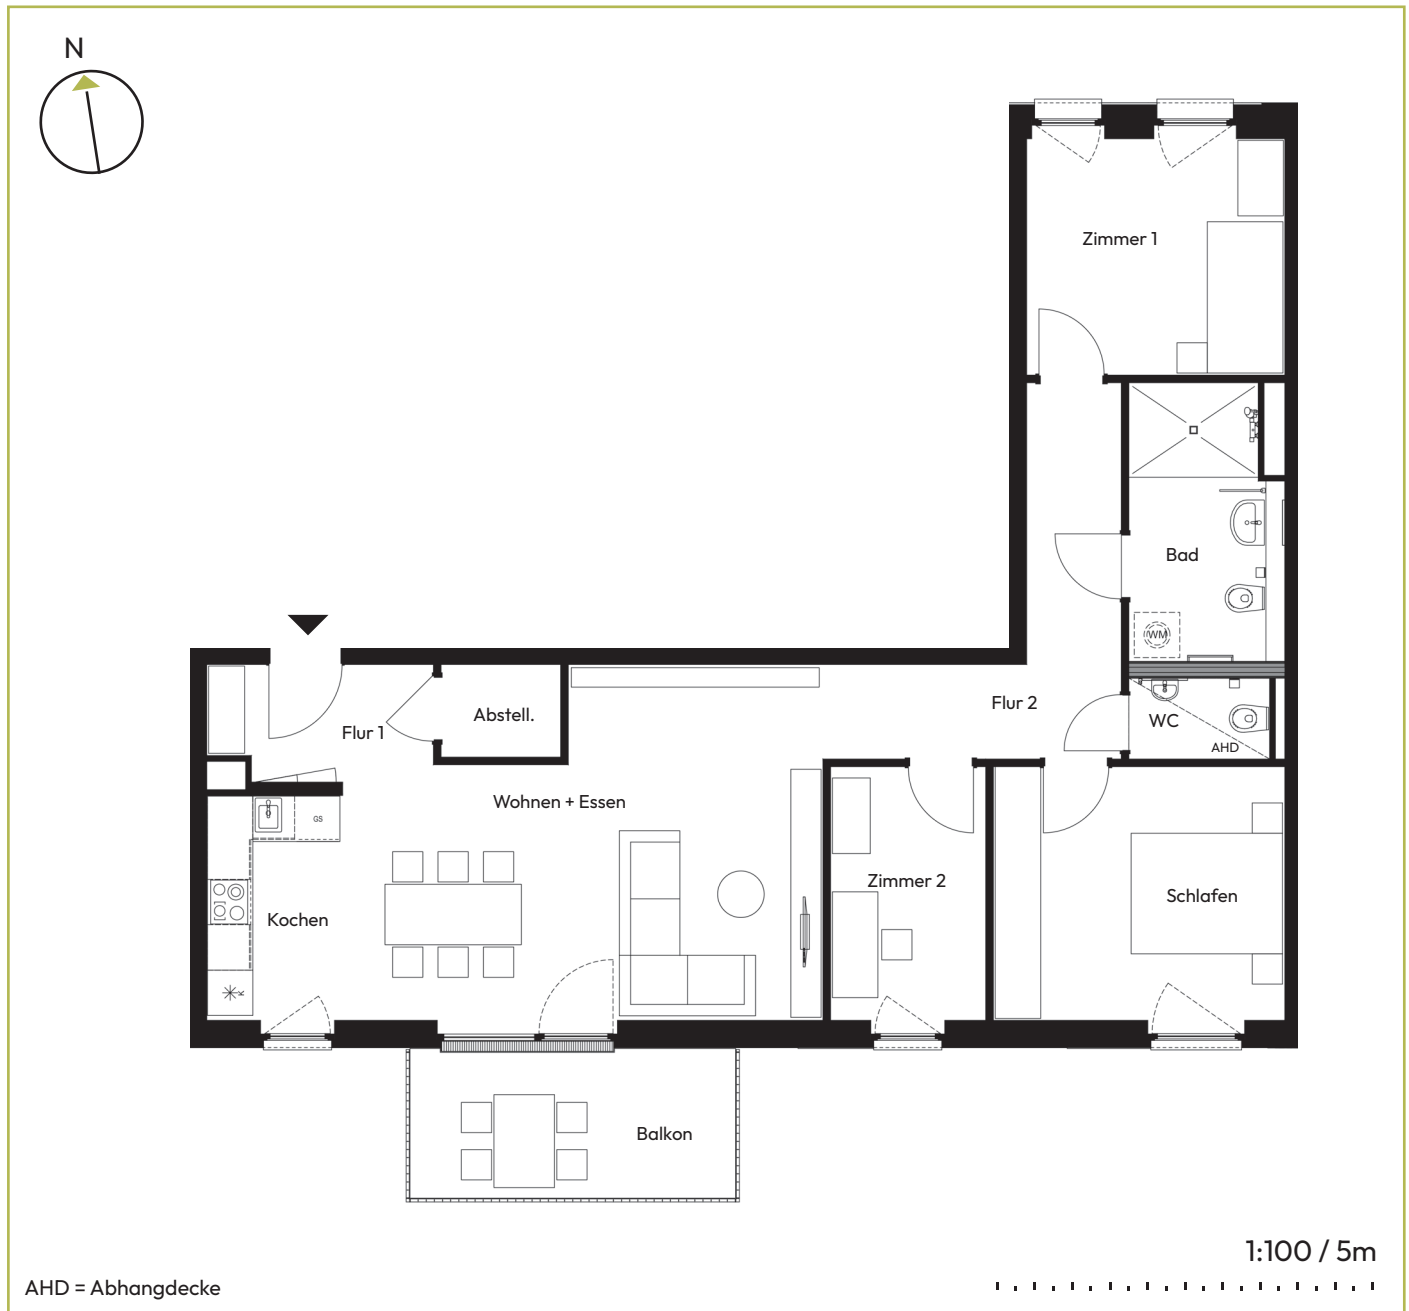 N
Zimmer 1
Bad
WM
Flur 2
WC
AHD
Abstell.
Flur 1
Wohnen + Essen
GS
Zimmer 2
Schlafen
Kochen
K
Balkon
1:100 / 5m
AHD = Abhangdecke